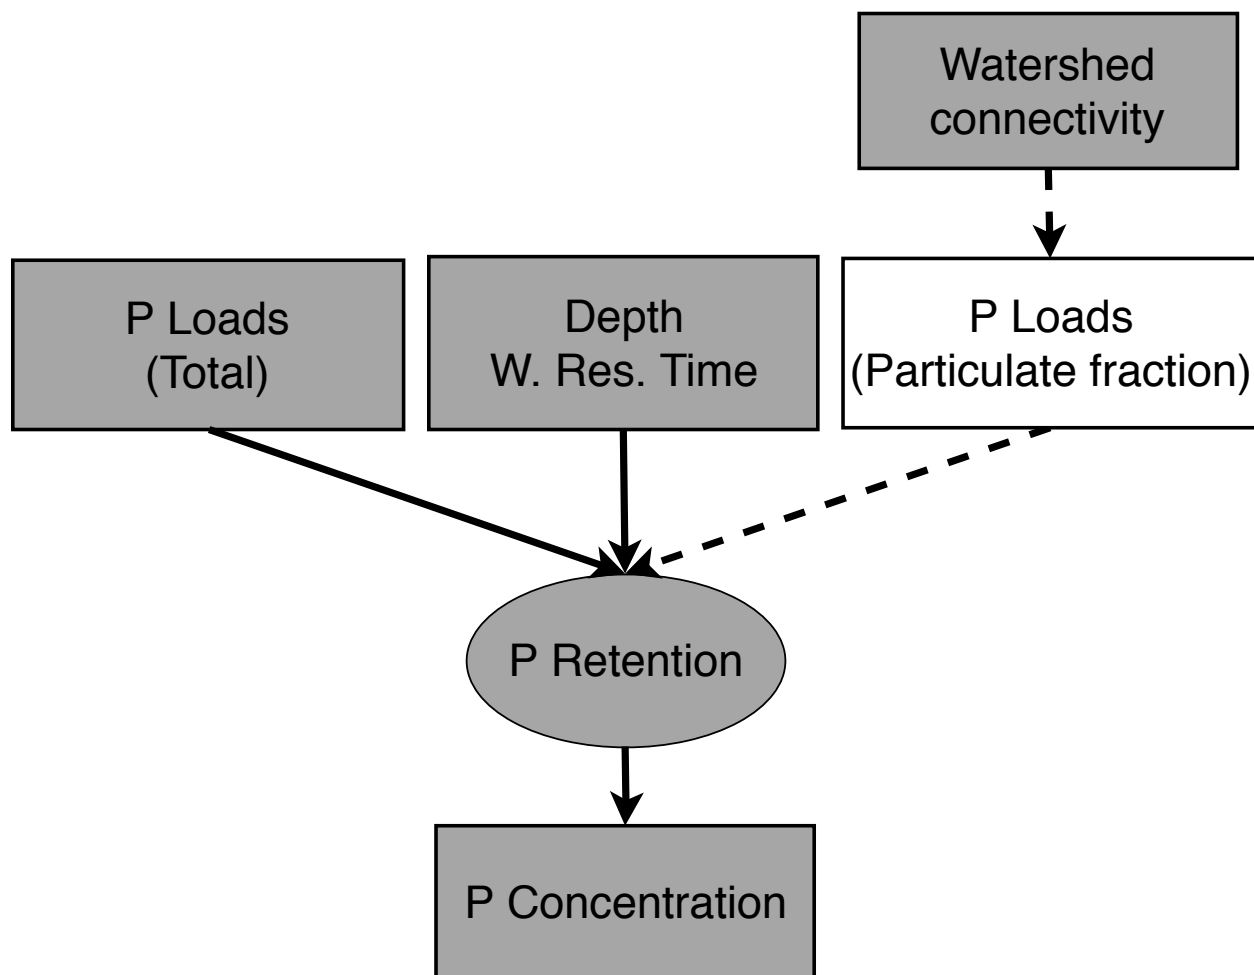 Watershed
connectivity
P Loads
(Total)
Depth
W. Res. Time
P Loads
(Particulate fraction)
P Retention
P Concentration